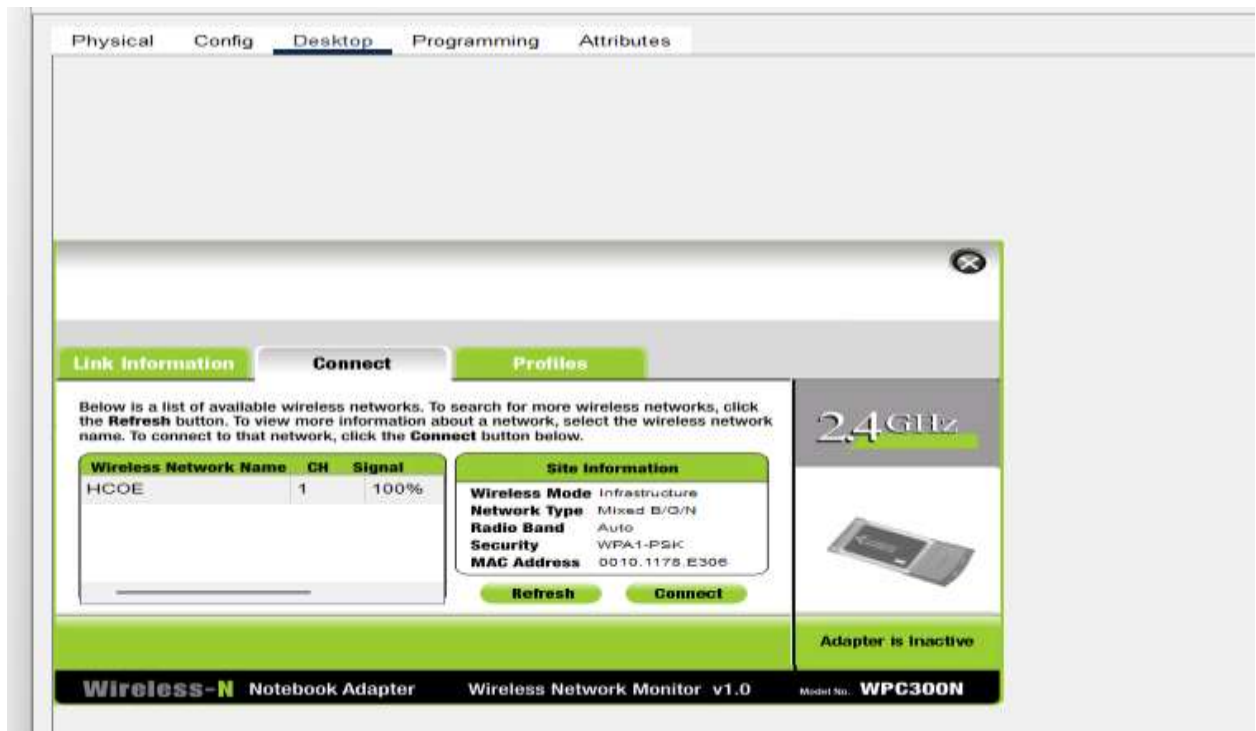 Physical Config Desktop Programming Attributes
Link Information Connect Profiles
Below is a list of available wireless networks. To search for more wireless networks, click
the Refresh button. To view more information about a network, select the wireless network
name. To connect to that network, click the Connect button below.
2.4GHz
Wireless Network Name CH Signal
HCOE 1 100%
Site Information
Wireless Mode Infrastructure
Network Type Mixed B/G/N
Radio Band Auto
Security WPA1-PSK
MAC Address 0010.1178.E306
Refresh Connect
Adapter is Inactive
Wireless-N Notebook Adapter Wireless Network Monitor v1.0 Model No. WPC300N